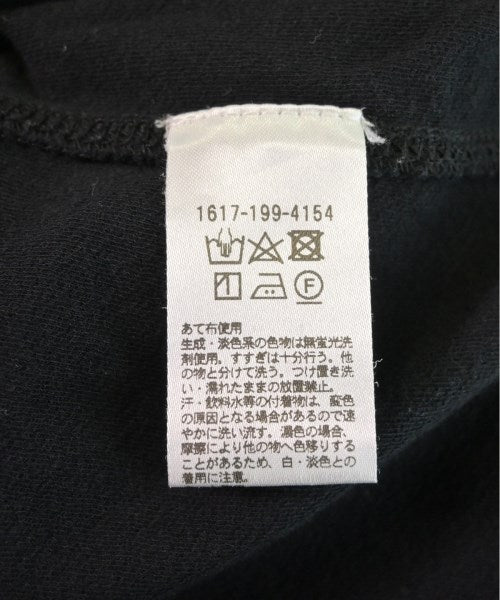 1617-199-4154
F
あて布使用
生成・淡色系の色物は無蛍光洗
剤使用。すすぎは十分行う。他
の物と分けて洗う。つけ置き洗
い・濡れたままの放置禁止。
汗・飲料水等の付着物は、変色
の原因となる場合があるので速
やかに洗い流す。濃色の場合、
摩擦により他の物へ色移りする
ことがあるため、白・淡色との
着用に注意。